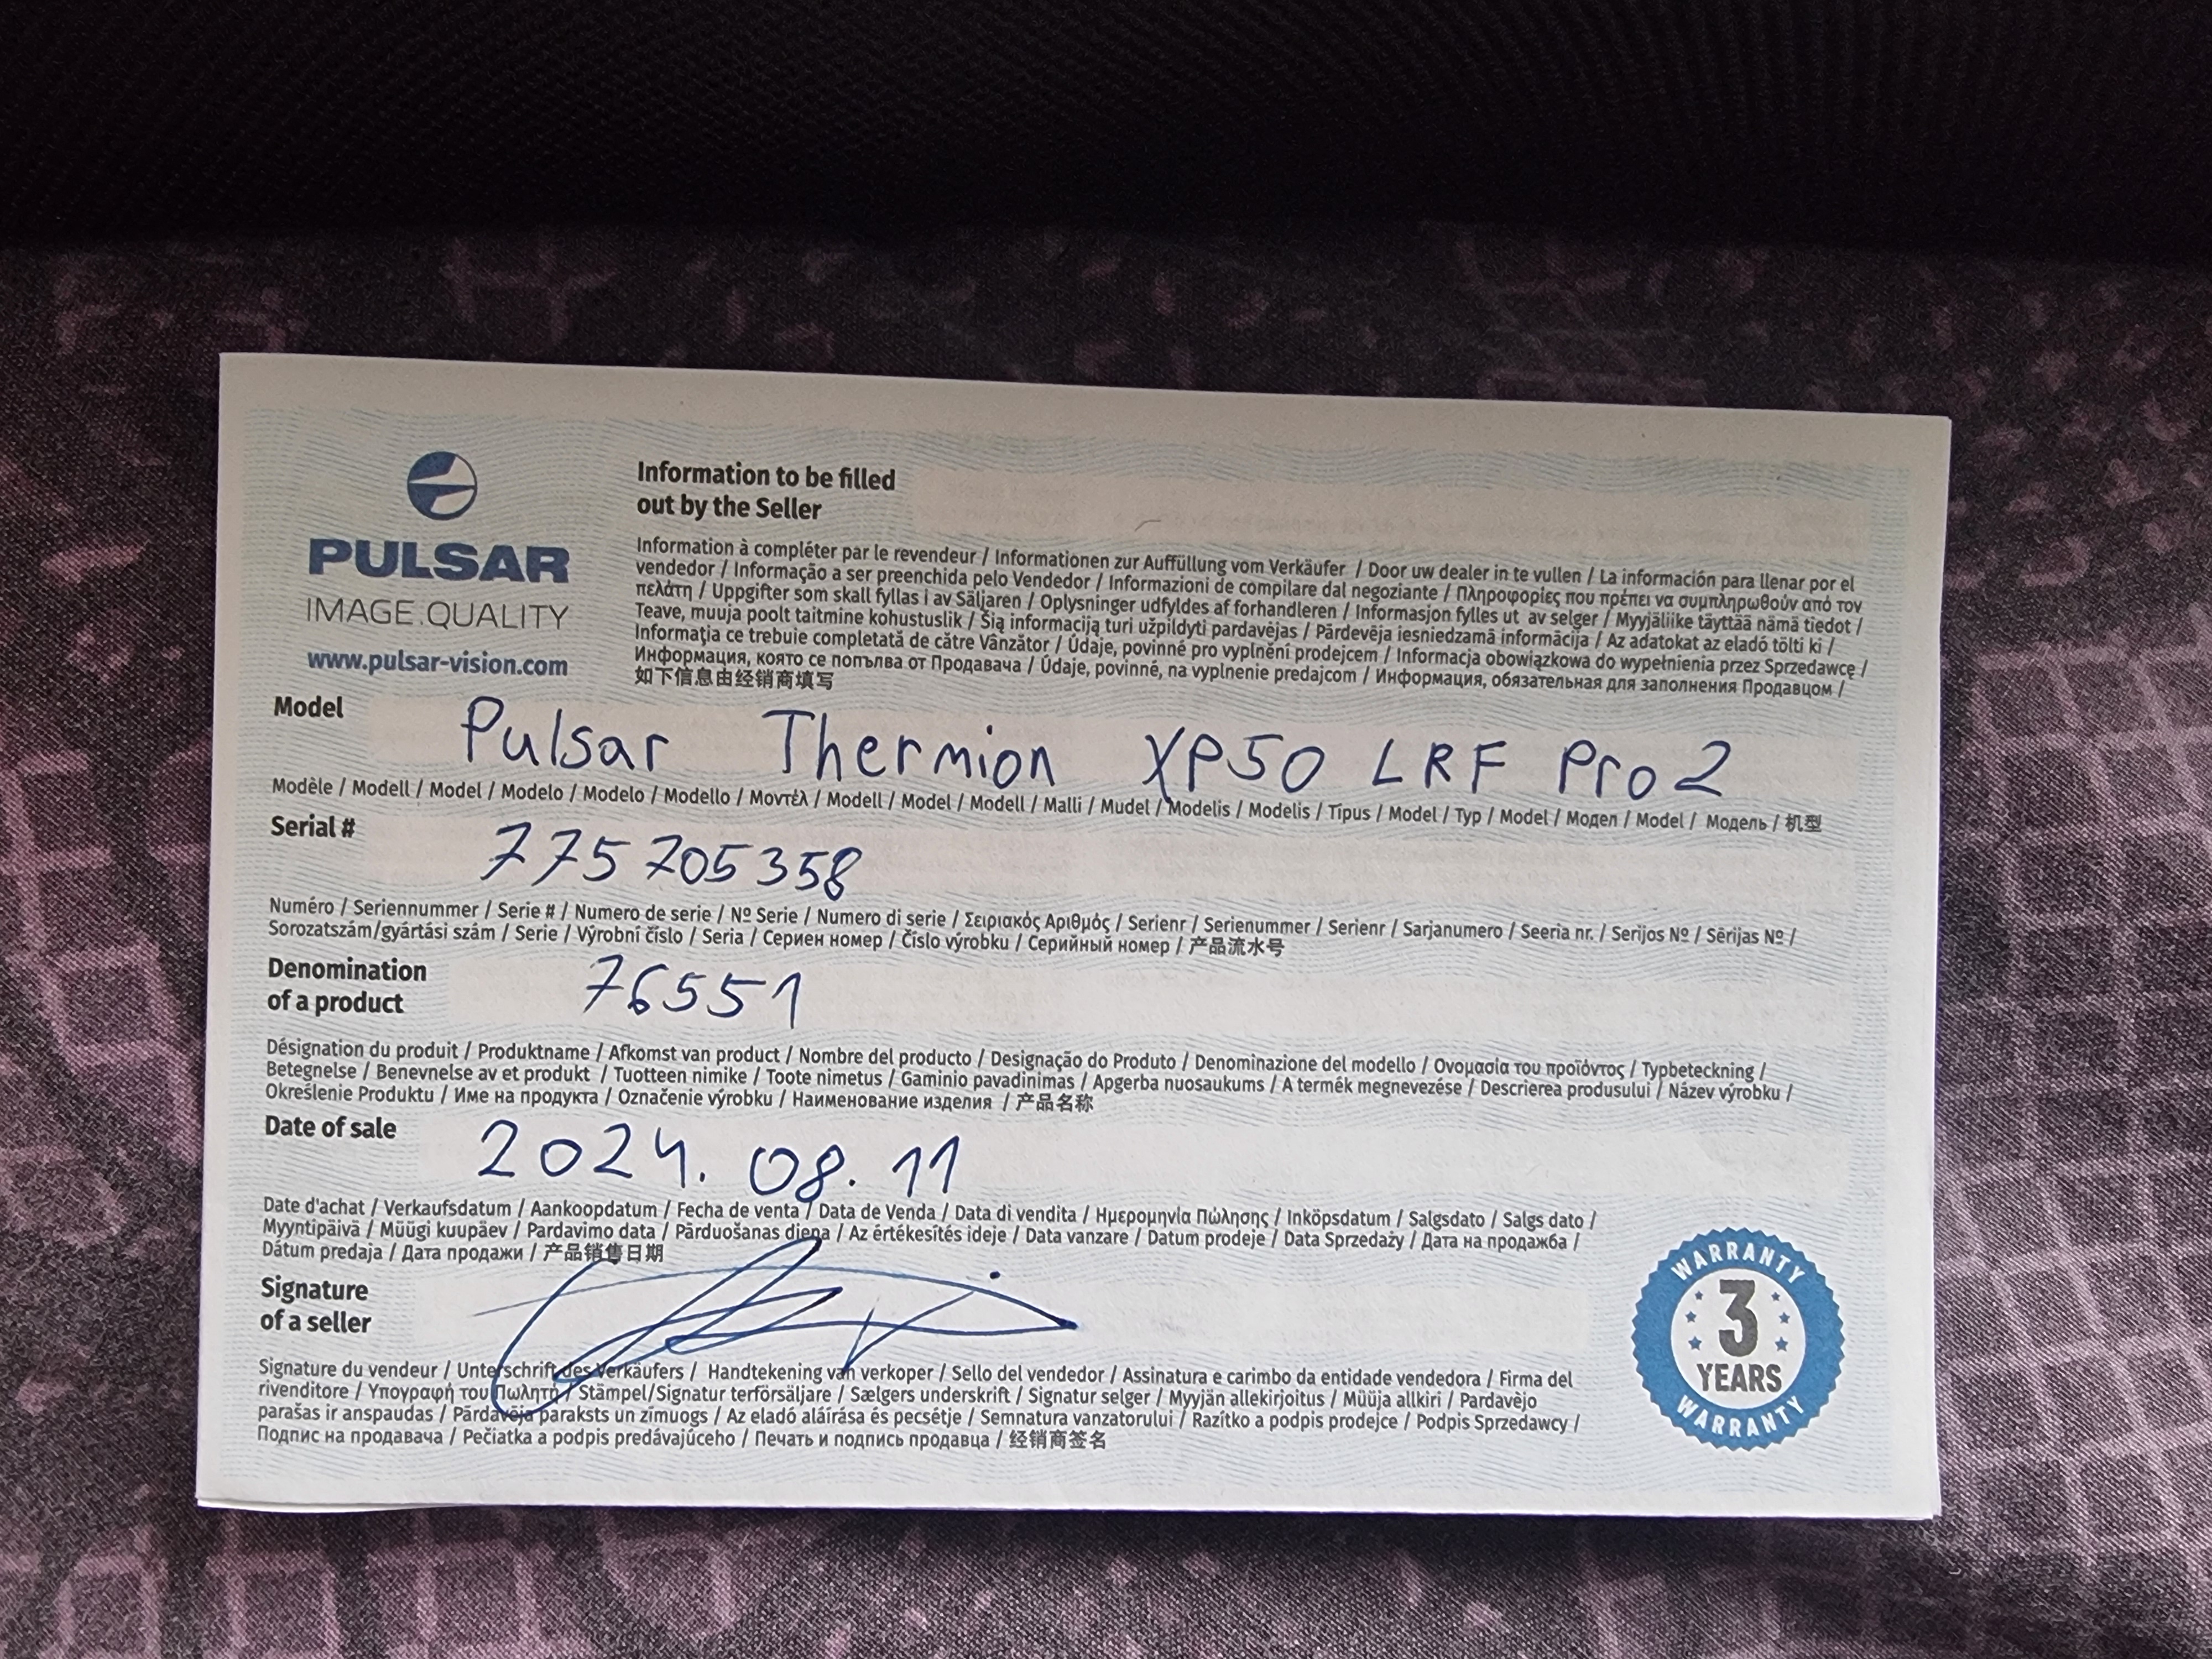 PULSAR
IMAGE.QUALITY
www.pulsar-vision.com
Information to be filled
out by the Seller
Information à compléter par le revendeur / Informationen zur Auffüllung vom Verkäufer / Door uw dealer in te vullen / La información para llenar por el
vendedor / Informação a ser preenchida pelo Vendedor / Informazioni de compilare dal negoziante / Πληροφορίες που πρέπει να συμπληρωθούν από τον
πελάτη / Uppgifter som skall fyllas i av Säljaren / Oplysninger udfyldes af forhandleren / Informasjon fylles ut av selger / Myyjäliike täyttää nämä tiedot /
Teave, muuja poolt taitmine kohustuslik / Šią informaciją turi užpildyti pardavėjas / Pārdevēja iesniedzamā informācija / Az adatokat az eladó tölti ki /
Informaţia ce trebuie completată de către Vânzător / Údaje, povinné pro vyplnění prodejcem / Informacja obowiązkowa do wypełnienia przez Sprzedawcę /
Информация, която се попълва от Продавача / Údaje, povinné, na vyplnenie predajcom / Информация, обязательная для заполнения Продавцом /
如下信息由经销商填写
Model Pulsar Thermion XP50 LRF Pro 2
Modèle / Modell / Model / Modelo / Modelo / Modello / Μοντέλ / Modell / Model / Modell / Malli / Mudel / Modelis / Modelis / Típus / Model / Typ / Model / Модел / Model / Модель / 机型
Serial # 775705358
Numéro / Seriennummer / Serie # / Numero de serie / Nº Serie / Numero di serie / Σειριακός Αριθμός / Serienr / Serienummer / Serienr / Sarjanumero / Seeria nr. / Serijos Nº / Sērijas Nº /
Sorozatszám/gyártási szám / Serie / Výrobní číslo / Seria / Сериен номер / Číslo výrobku / Серийный номер / 产品流水号
Denomination
of a product 76551
Désignation du produit / Produktname / Afkomst van product / Nombre del producto / Designação do Produto / Denominazione del modello / Ονομασία του προϊόντος / Typbeteckning /
Betegnelse / Benevnelse av et produkt / Tuotteen nimike / Toote nimetus / Gaminio pavadinimas / Apgerba nuosaukums / A termék megnevezése / Descrierea produsului / Název výrobku /
Określenie Produktu / Име на продукта / Označenie výrobku / Наименование изделия / 产品名称
Date of sale 2024. 08. 11
Date d'achat / Verkaufsdatum / Aankoopdatum / Fecha de venta / Data de Venda / Data di vendita / Ημερομηνία Πώλησης / Inköpsdatum / Salgsdato / Salgs dato /
Myyntipäivä / Müügi kuupäev / Pardavimo data / Pārduošanas diena / Az értékesítés ideje / Data vanzare / Datum prodeje / Data Sprzedaży / Дата на продажба /
Dátum predaja / Дата продажи / 产品销售日期
Signature
of a seller
Signature du vendeur / Unterschrift des Verkäufers / Handtekening van verkoper / Sello del vendedor / Assinatura e carimbo da entidade vendedora / Firma del
rivenditore / Υπογραφή του Πωλητή / Stämpel/Signatur terförsäljare / Sælgers underskrift / Signatur selger / Myyjän allekirjoitus / Müüja allkiri / Pardavėjo
parašas ir anspaudas / Pārdavēja paraksts un zīmuogs / Az eladó aláírása és pecsétje / Semnatura vanzatorului / Razítko a podpis prodejce / Podpis Sprzedawcy /
Подпис на продавача / Pečiatka a podpis predávajúceho / Печать и подпись продавца / 经销商签名
WARRANTY
3
YEARS
WARRANTY